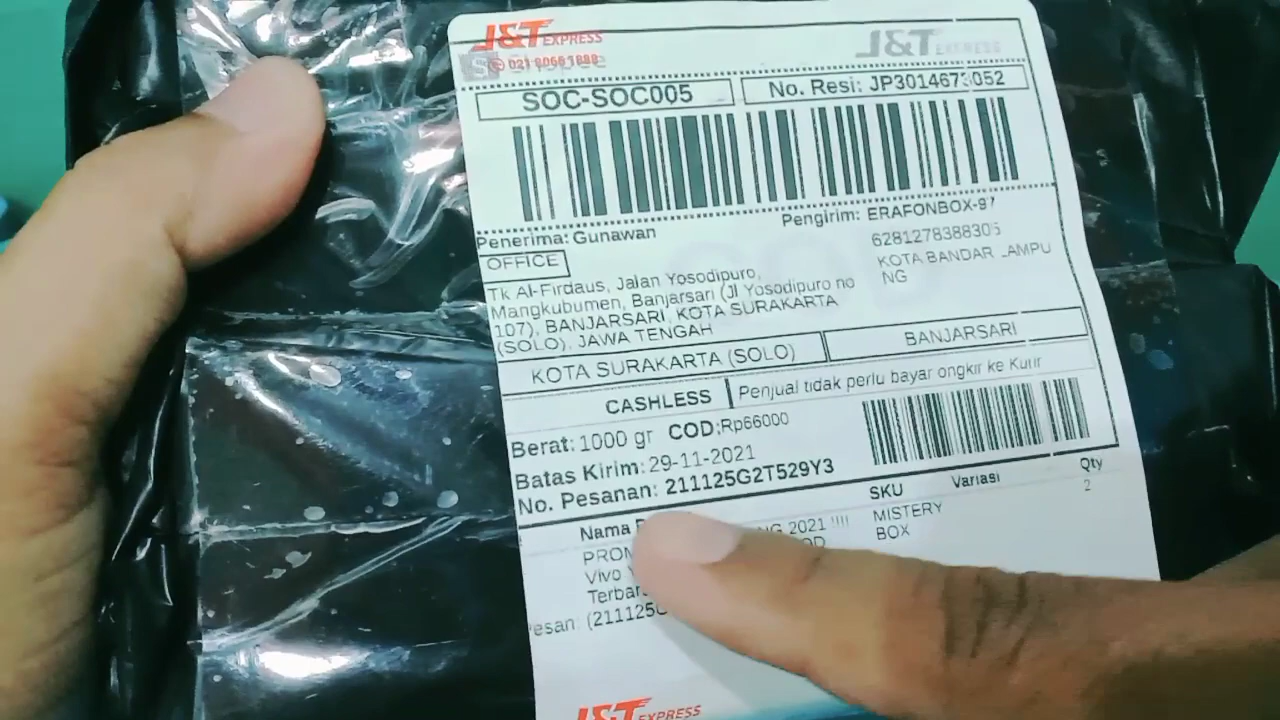 J&T EXPRESS
J&T EXPRESS
021 8066 1888
SOC-SOC005
No. Resi: JP3014673052
Penerima: Gunawan
Pengirim: ERAFONBOX-97
OFFICE
6281278388305
KOTA BANDAR LAMPU
NG
Tk Al-Firdaus, Jalan Yosodipuro,
Mangkubumen, Banjarsari (Jl Yosodipuro no
107), BANJARSARI, KOTA SURAKARTA
(SOLO), JAWA TENGAH
KOTA SURAKARTA (SOLO)
BANJARSARI
CASHLESS
Penjual tidak perlu bayar ongkir ke Kurir
Berat: 1000 gr COD:Rp66000
Batas Kirim: 29-11-2021
No. Pesanan: 211125G2T529Y3
Nama
SKU
Variasi
Qty
2021 !!!!
MISTERY
BOX
2
Vivo
J&T EXPRESS